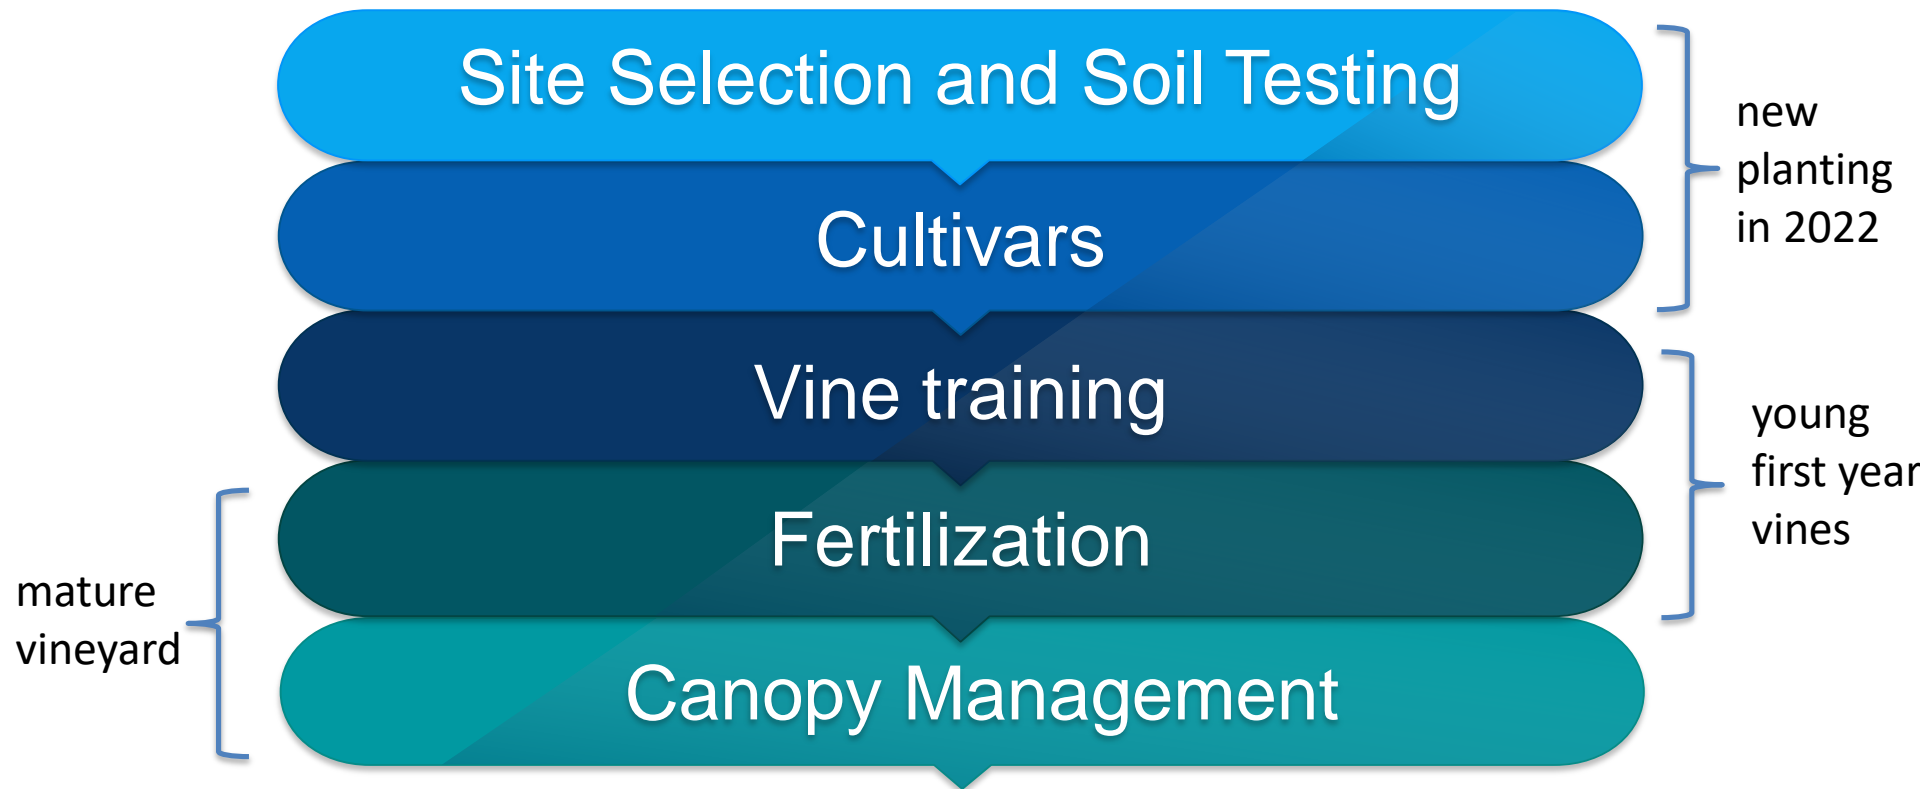 Site Selection and Soil Testing
new
planting
in 2022
Cultivars
Vine training
young
first year
vines
Fertilization
mature
vineyard
Canopy Management